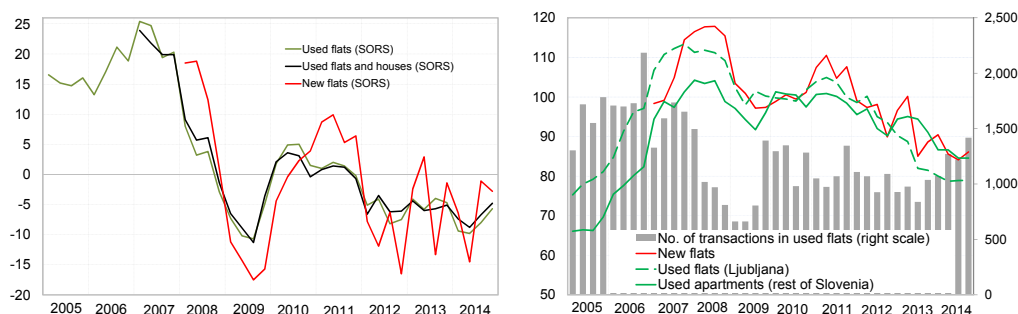 25
20
15
10
5
0
-5
-10
-15
-20
2005 2006 2007 2008 2009 2010 2011 2012 2013 2014
Used flats (SORS)
Used flats and houses (SORS)
New flats (SORS)
120
110
100
90
80
70
60
50
2,500
2,000
1,500
1,000
500
0
2005 2006 2007 2008 2009 2010 2011 2012 2013 2014
No. of transactions in used flats (right scale)
New flats
Used flats (Ljubljana)
Used apartments (rest of Slovenia)